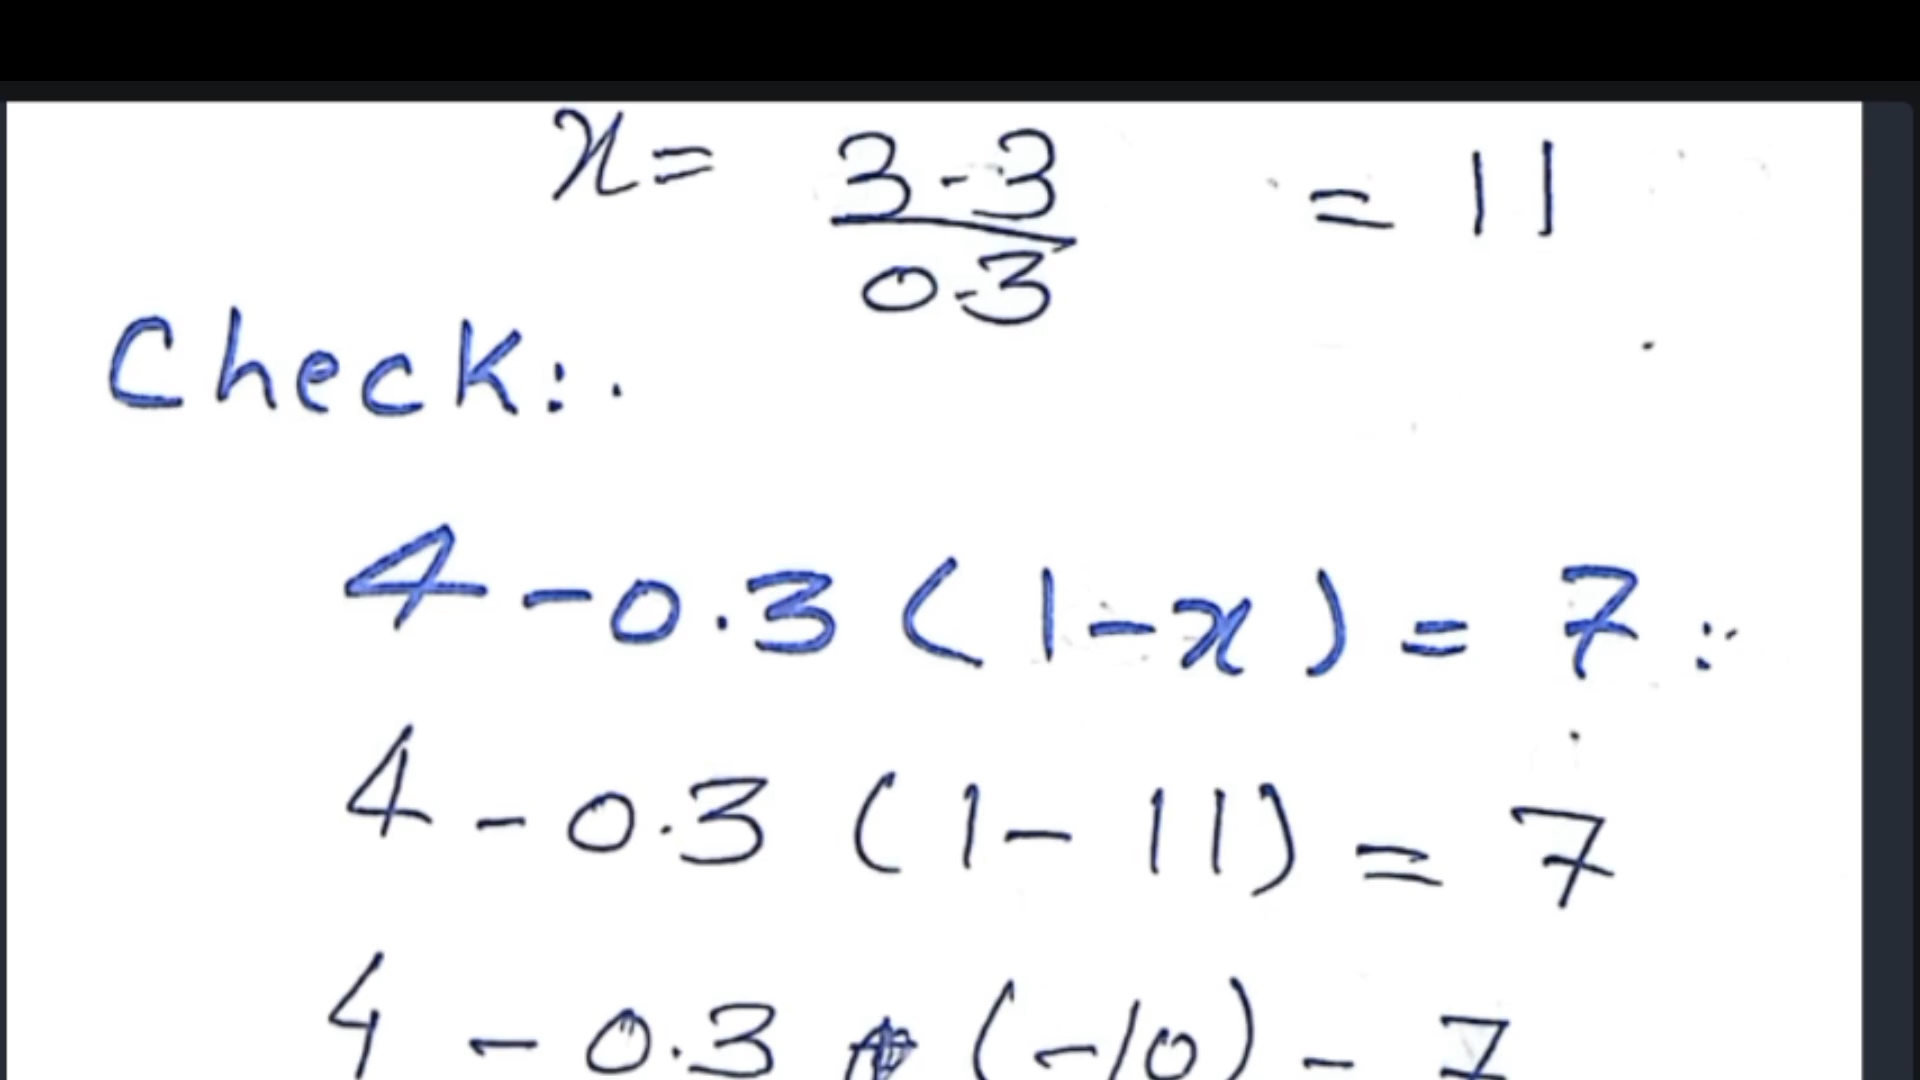 x = 3.3/0.3 = 11
Check:.
4 - 0.3 (1 - x) = 7 :
4 - 0.3 (1 - 11) = 7
4 - 0.3 (-10) - 7